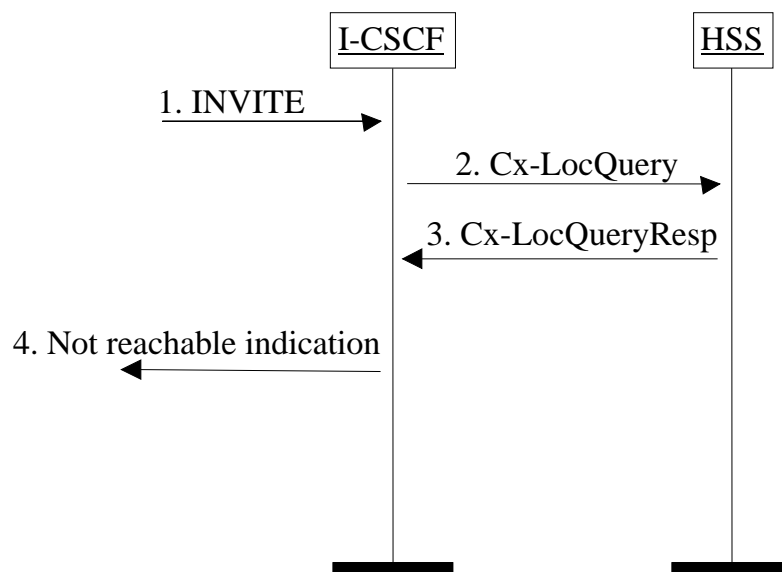 I-CSCF
HSS
1. INVITE
2. Cx-LocQuery
3. Cx-LocQueryResp
4. Not reachable indication